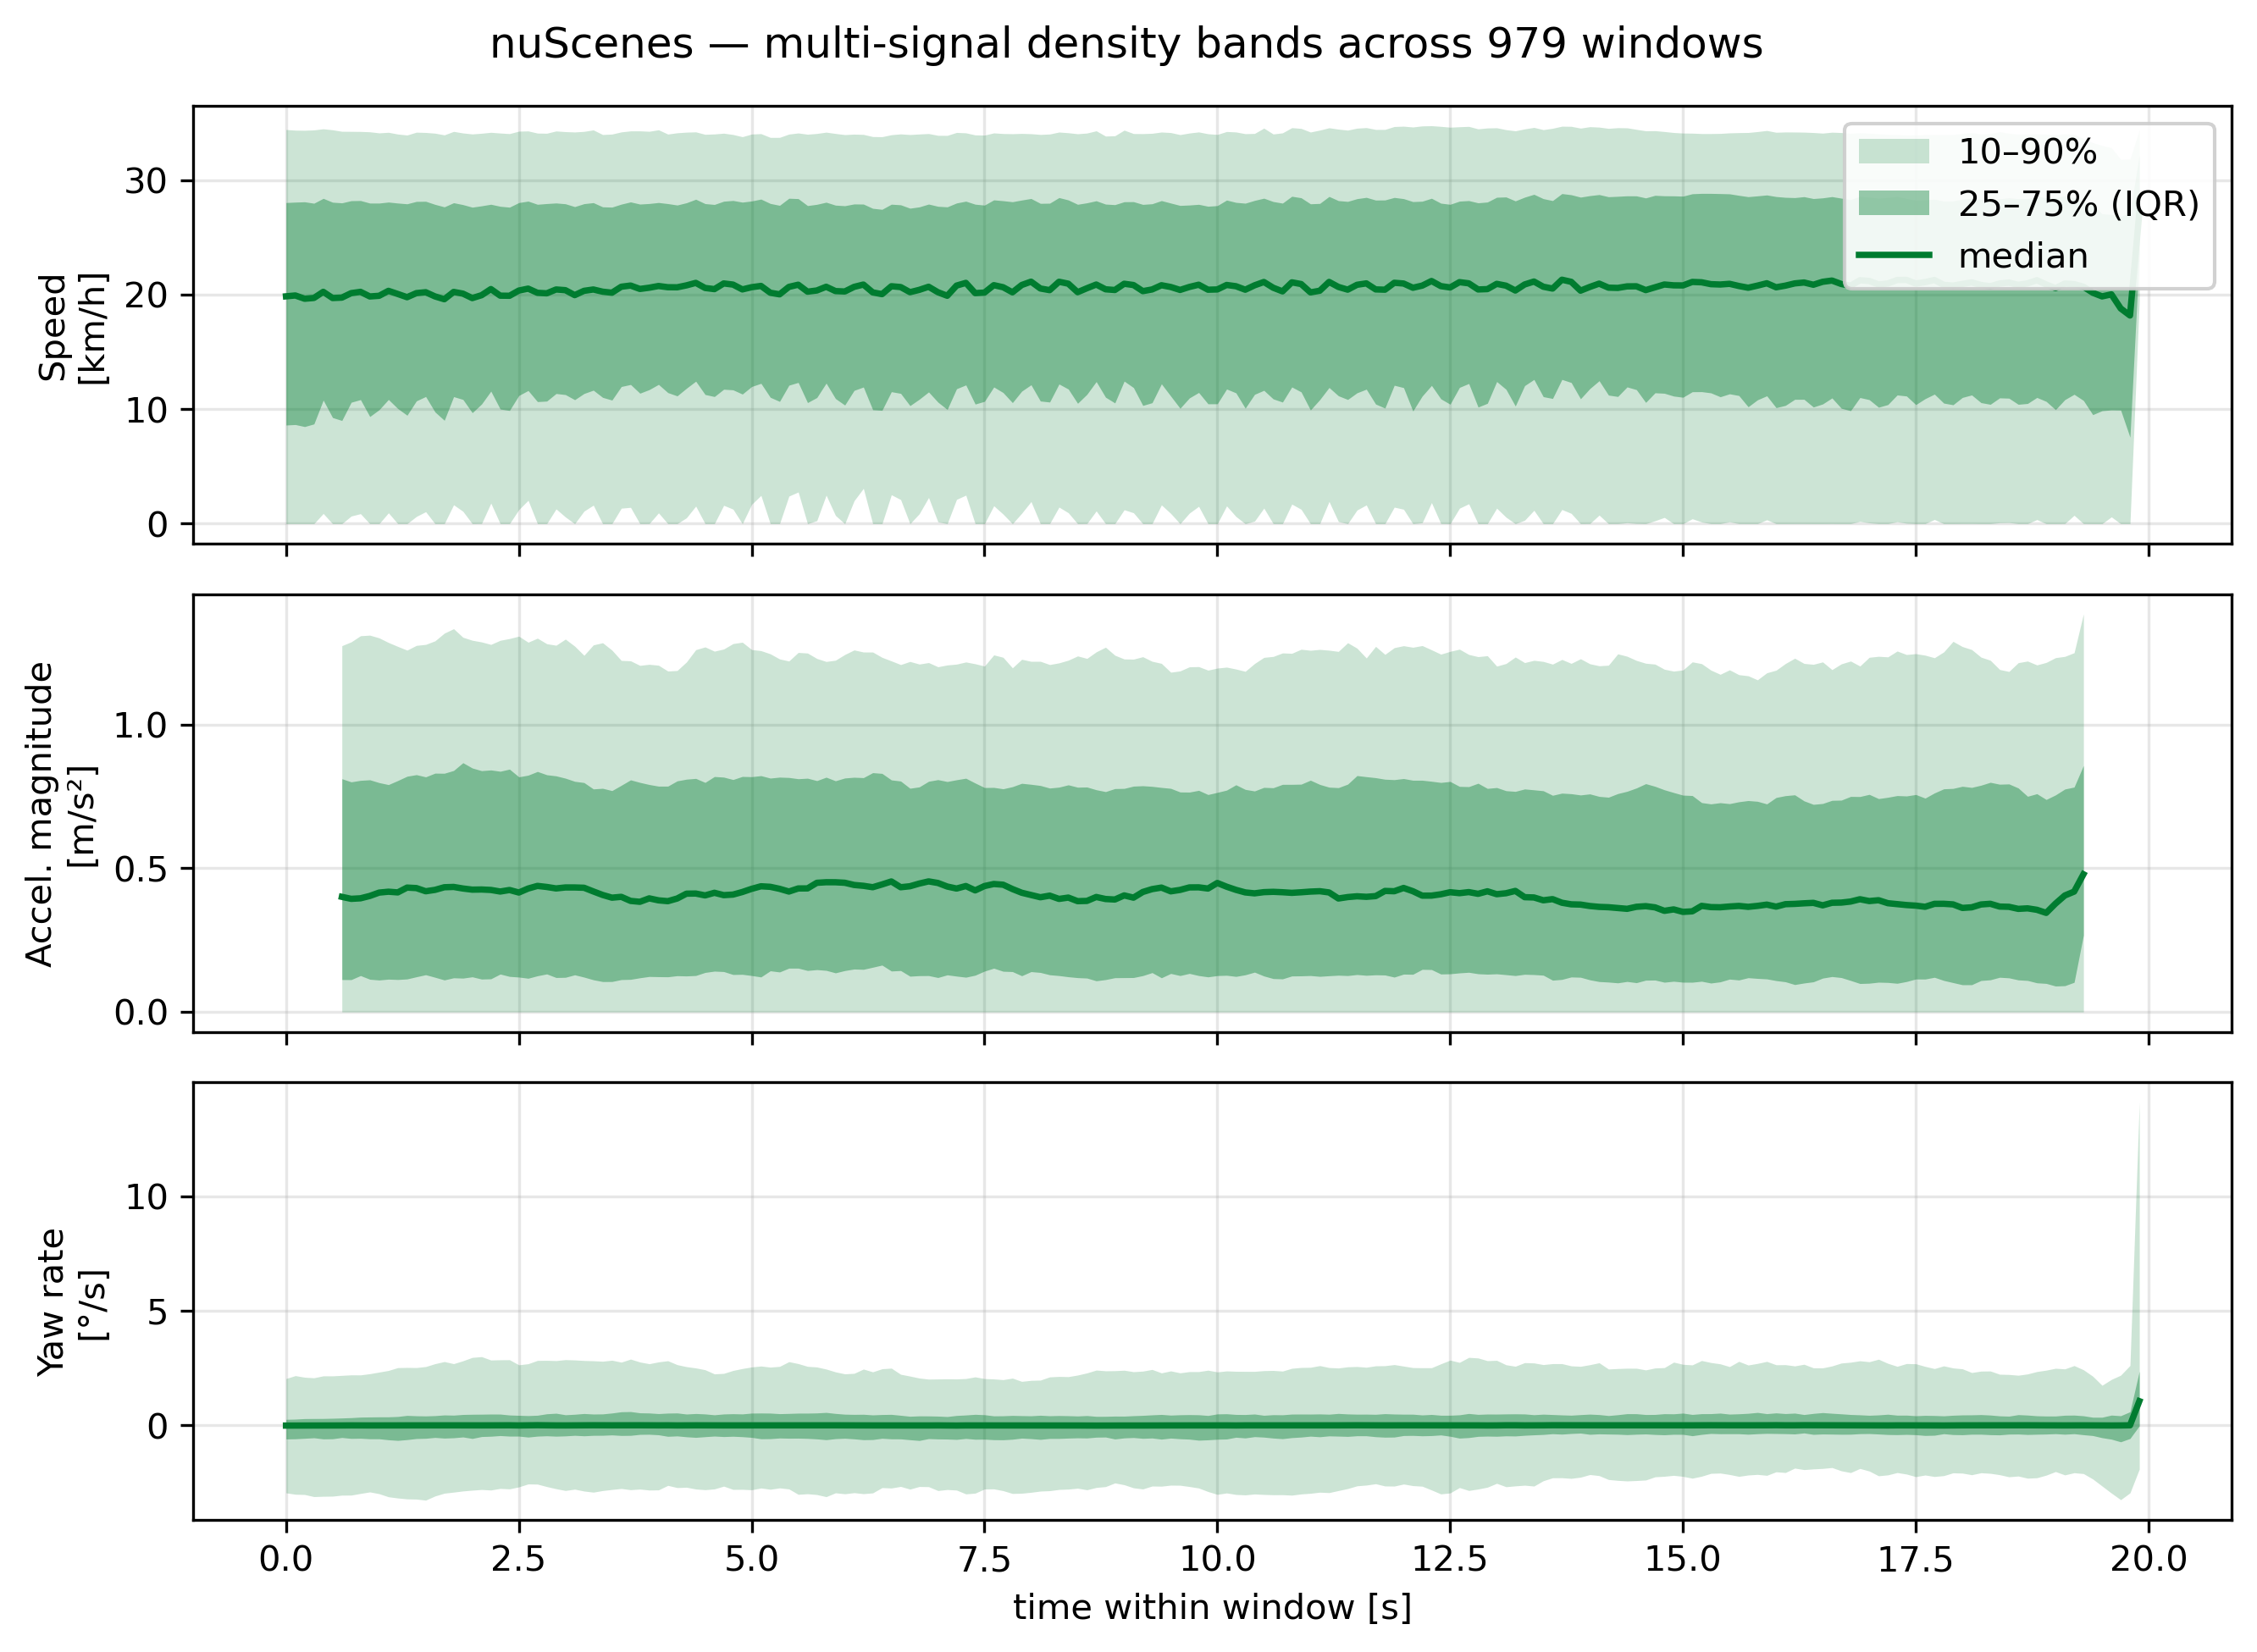 nuScenes — multi-signal density bands across 979 windows
10–90%
25–75% (IQR)
median
Speed
[km/h]
30
20
10
0
Accel. magnitude
[m/s²]
1.0
0.5
0.0
Yaw rate
[°/s]
10
5
0
0.0 2.5 5.0 7.5 10.0 12.5 15.0 17.5 20.0
time within window [s]